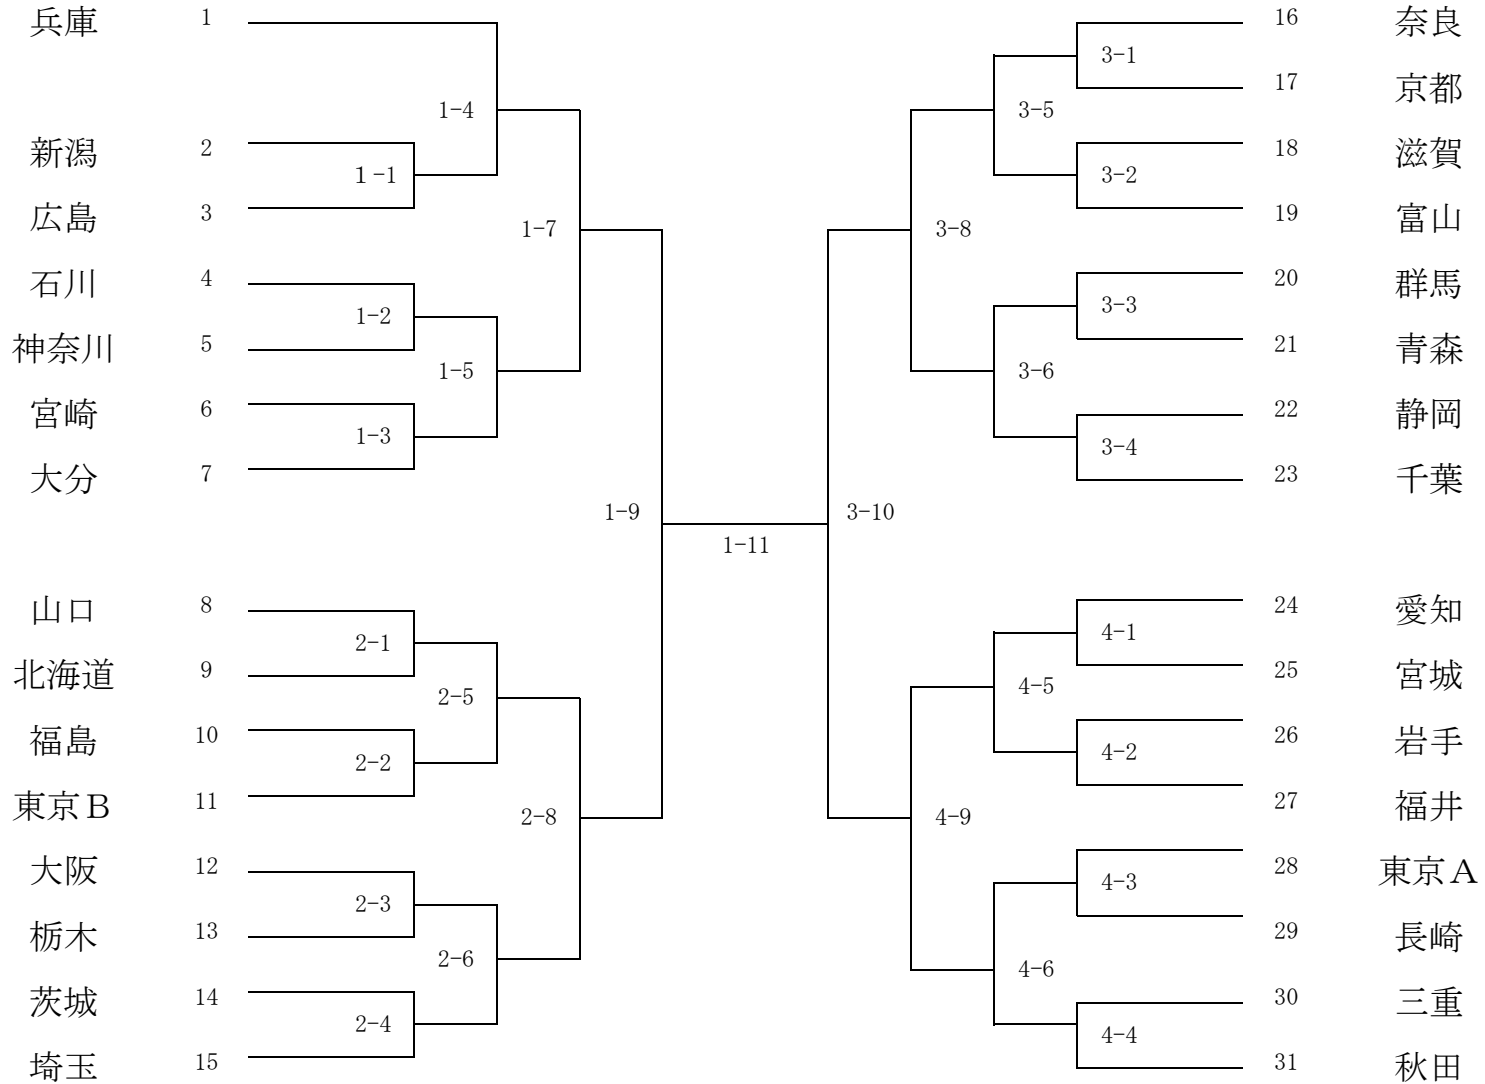 兵庫 1
1-4
新潟 2
1-1
広島 3
1-7
石川 4
1-2
神奈川 5
1-5
宮崎 6
1-3
大分 7
1-9
1-11
山口 8
2-1
北海道 9
2-5
福島 10
2-2
東京B 11
2-8
大阪 12
2-3
栃木 13
2-6
茨城 14
2-4
埼玉 15
16 奈良
3-1
17 京都
3-5
18 滋賀
3-2
19 富山
3-8
20 群馬
3-3
21 青森
3-6
22 静岡
3-4
23 千葉
3-10
24 愛知
4-1
25 宮城
4-5
26 岩手
4-2
27 福井
4-9
28 東京A
4-3
29 長崎
4-6
30 三重
4-4
31 秋田